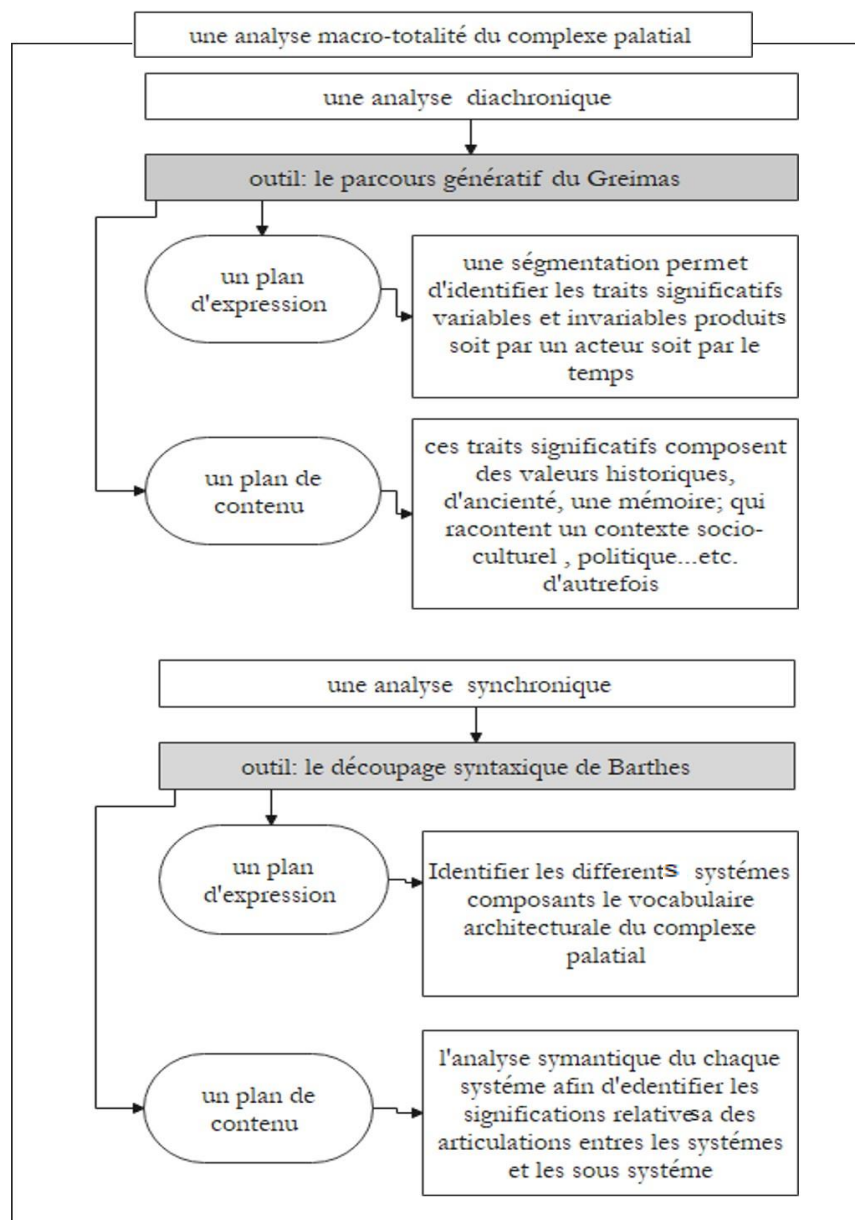 une analyse macro-totalité du complexe palatial
une analyse diachronique
outil: le parcours génératif du Greimas
un plan
d'expression
une ségmentation permet
d'identifier les traits significatifs
variables et invariables produits
soit par un acteur soit par le
temps
un plan de
contenu
ces traits significatifs composent
des valeurs historiques,
d'ancienté, une mémoire; qui
racontent un contexte socio-
culturel , politique...etc.
d'autrefois
une analyse synchronique
outil: le découpage syntaxique de Barthes
un plan
d'expression
Identifier les differents systémes
composants le vocabulaire
architecturale du complexe
palatial
un plan de
contenu
l'analyse symantique du chaque
systéme afin d'edentifier les
significations relativesa des
articulations entres les systémes
et les sous systéme